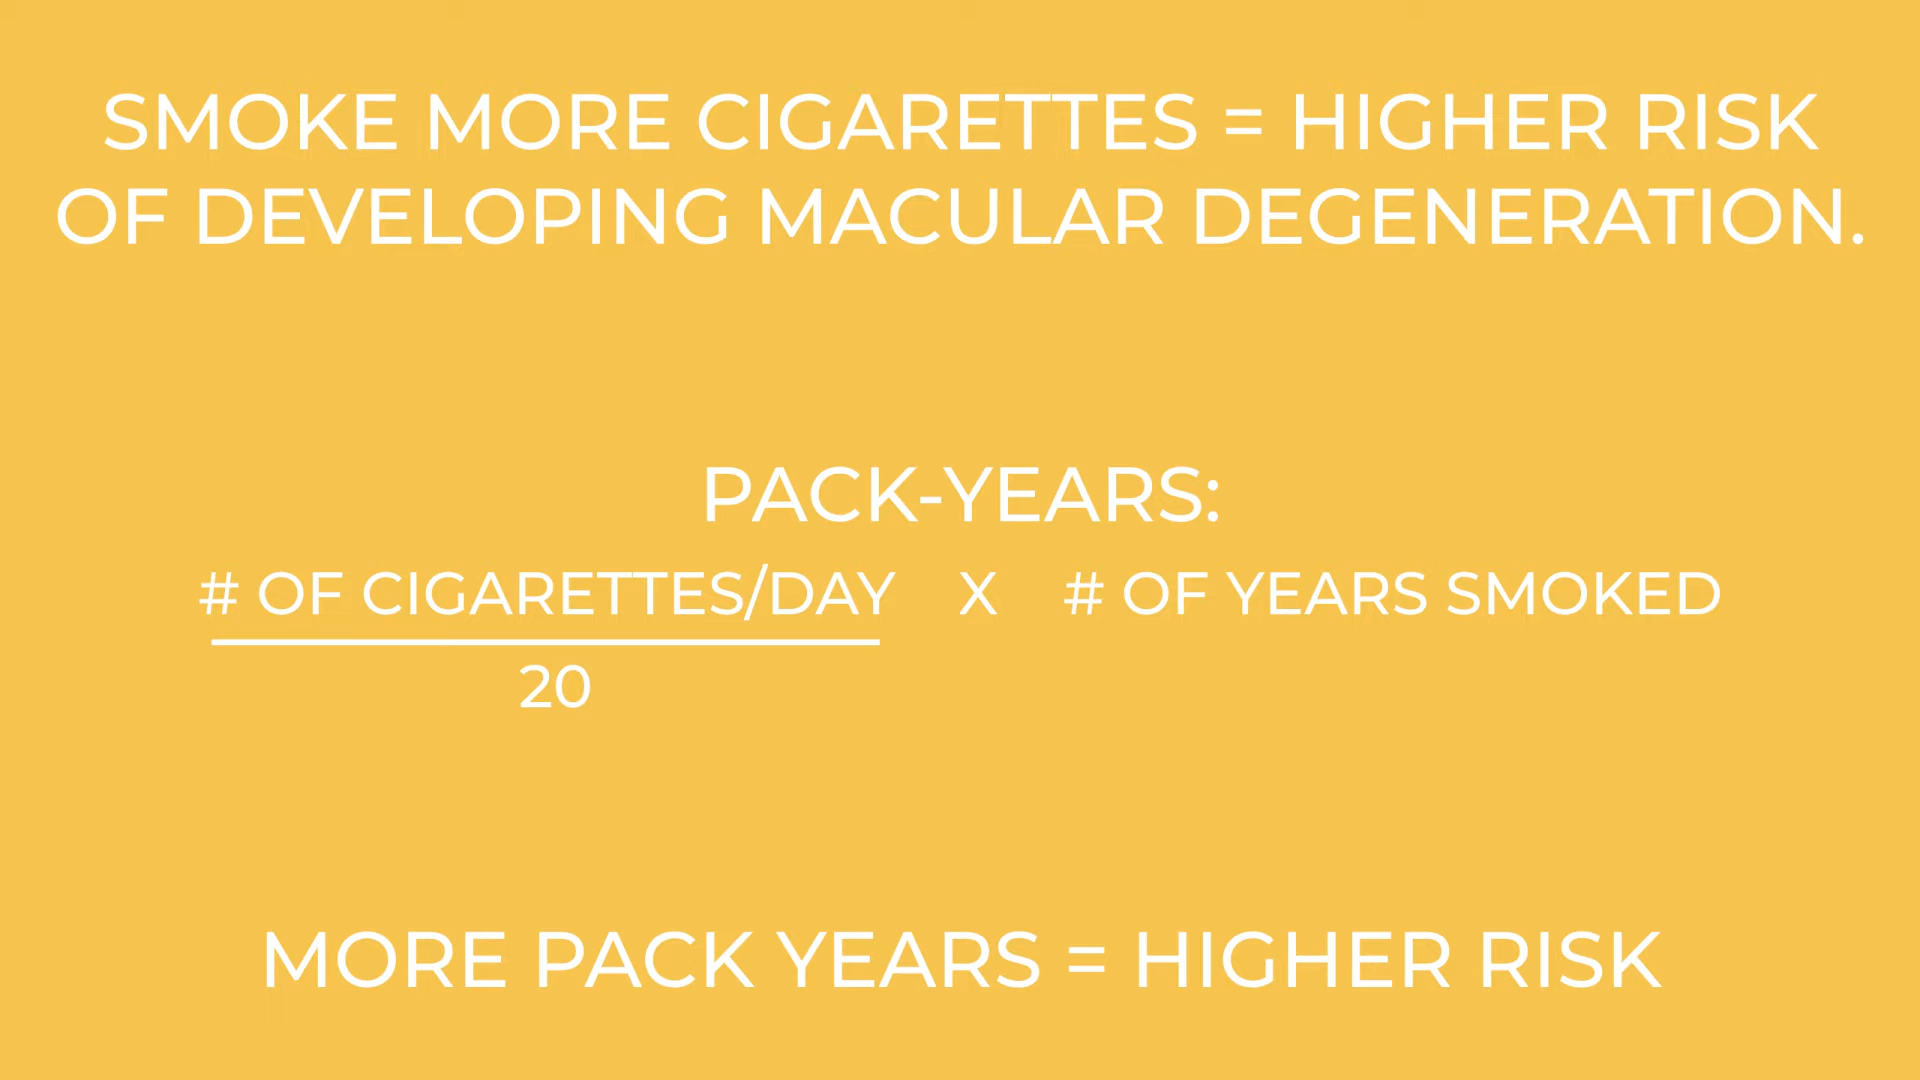 SMOKE MORE CIGARETTES = HIGHER RISK
OF DEVELOPING MACULAR DEGENERATION.
PACK-YEARS:
# OF CIGARETTES/DAY X # OF YEARS SMOKED
20
MORE PACK YEARS = HIGHER RISK